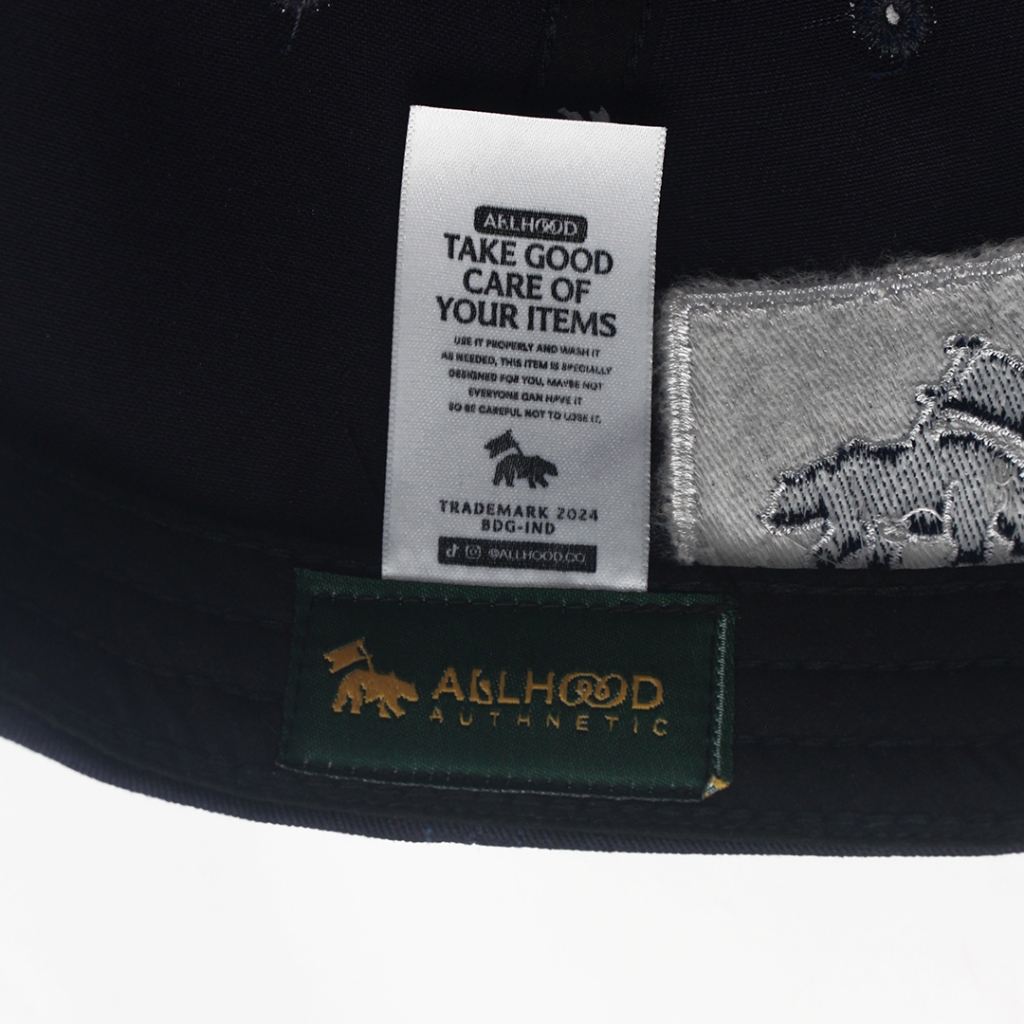 ALLHOOD
TAKE GOOD
CARE OF
YOUR ITEMS
USE IT PROPERLY AND WASH IT
AS NEEDED, THIS ITEM IS SPECIALLY
DESIGNED FOR YOU, MAYBE NOT
EVERYONE CAN HAVE IT
SO BE CAREFUL NOT TO LOSE IT.
TRADEMARK 2024
BDG-IND
@ALLHOOD.CO
ALLHOOD
AUTHNETIC